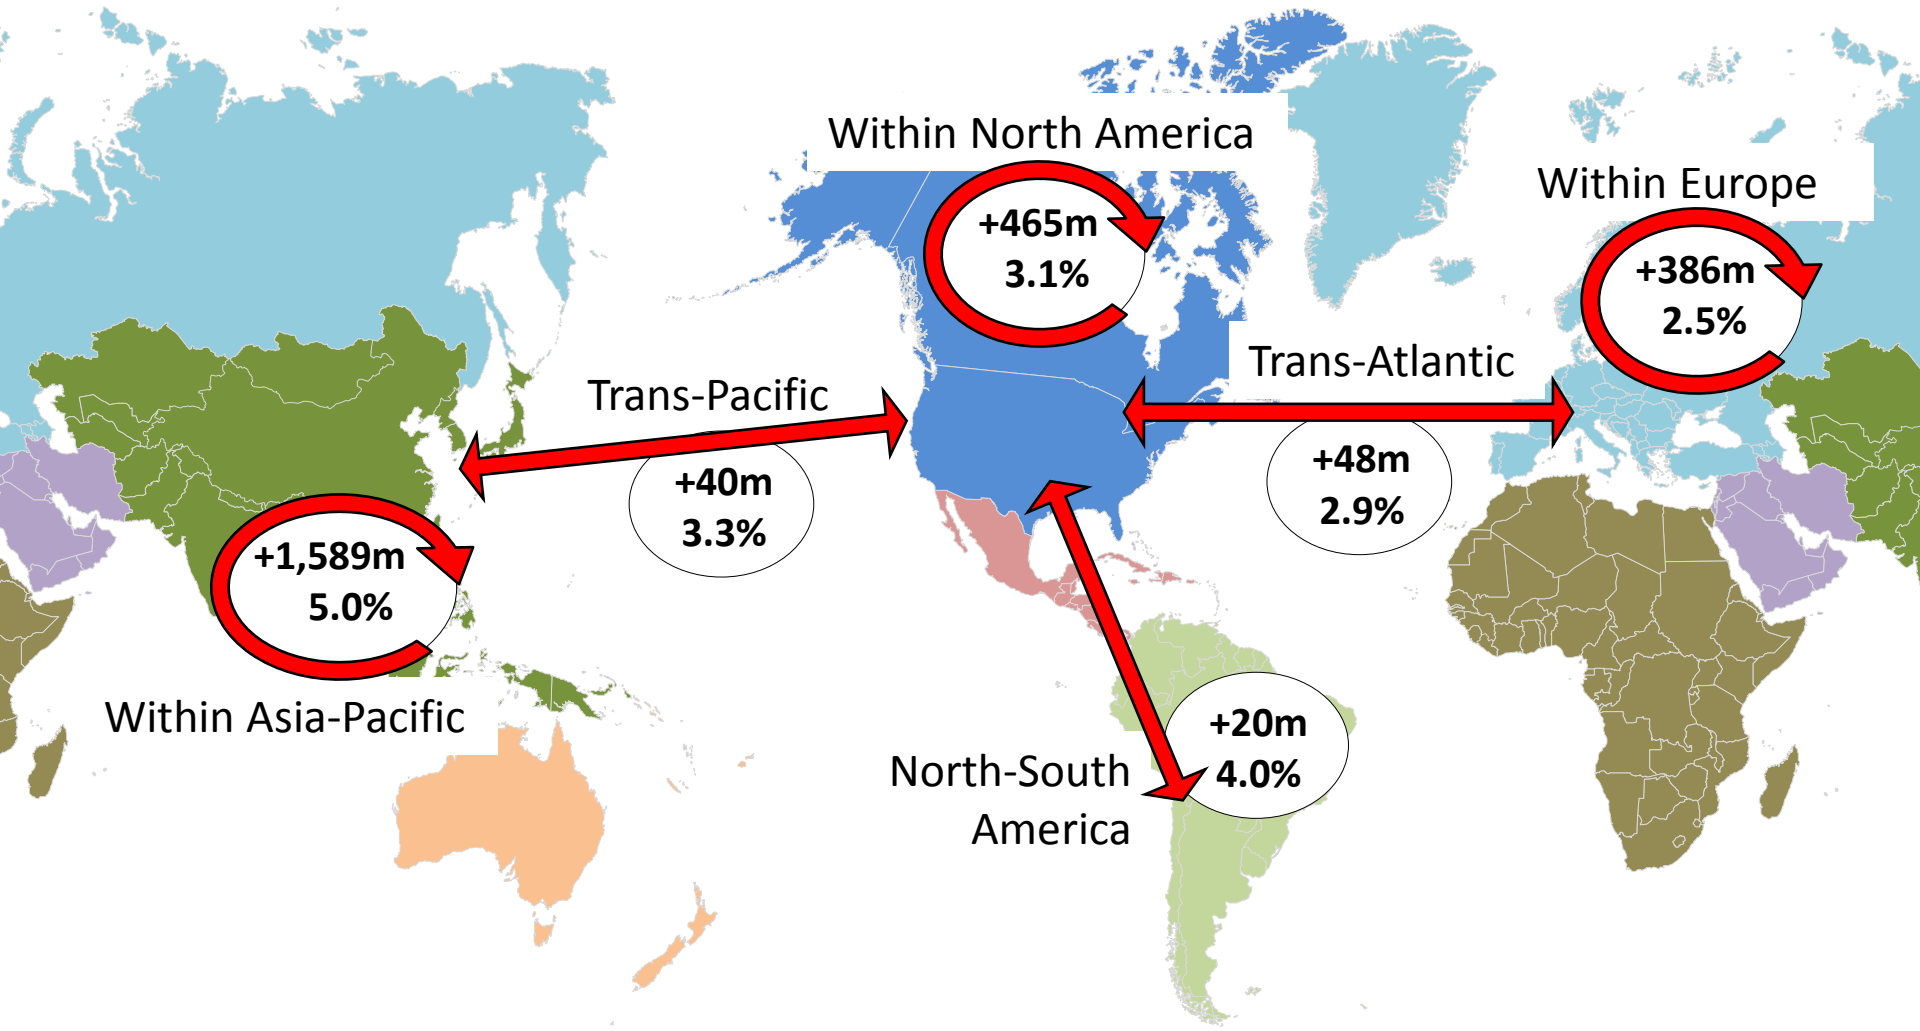 Within North America
+465m
3.1%
Within Europe
+386m
2.5%
Trans-Pacific
+40m
3.3%
Trans-Atlantic
+48m
2.9%
+1,589m
5.0%
Within Asia-Pacific
North-South
America
+20m
4.0%